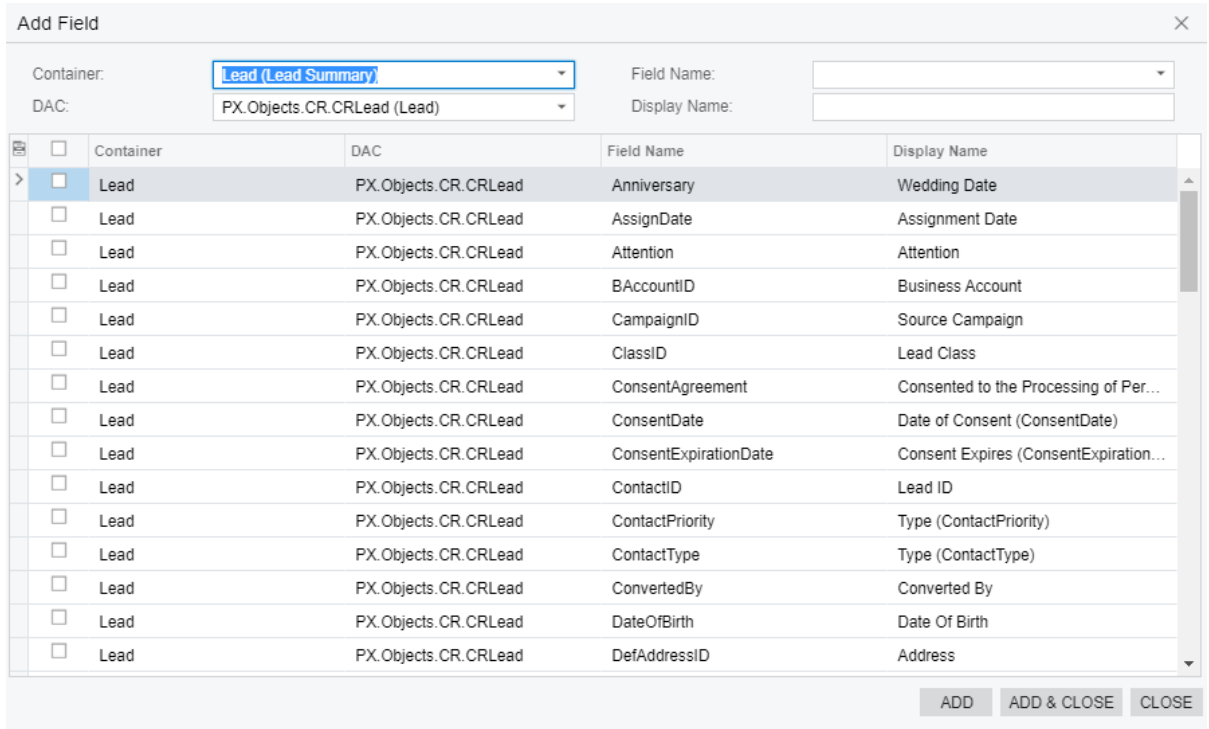 Add Field
Container: Lead (Lead Summary) Field Name:
DAC: PX.Objects.CR.CRLead (Lead) Display Name:
Container DAC Field Name Display Name
Lead PX.Objects.CR.CRLead Anniversary Wedding Date
Lead PX.Objects.CR.CRLead AssignDate Assignment Date
Lead PX.Objects.CR.CRLead Attention Attention
Lead PX.Objects.CR.CRLead BAccountID Business Account
Lead PX.Objects.CR.CRLead CampaignID Source Campaign
Lead PX.Objects.CR.CRLead ClassID Lead Class
Lead PX.Objects.CR.CRLead ConsentAgreement Consented to the Processing of Per...
Lead PX.Objects.CR.CRLead ConsentDate Date of Consent (ConsentDate)
Lead PX.Objects.CR.CRLead ConsentExpirationDate Consent Expires (ConsentExpiration...
Lead PX.Objects.CR.CRLead ContactID Lead ID
Lead PX.Objects.CR.CRLead ContactPriority Type (ContactPriority)
Lead PX.Objects.CR.CRLead ContactType Type (ContactType)
Lead PX.Objects.CR.CRLead ConvertedBy Converted By
Lead PX.Objects.CR.CRLead DateOfBirth Date Of Birth
Lead PX.Objects.CR.CRLead DefAddressID Address
ADD ADD & CLOSE CLOSE